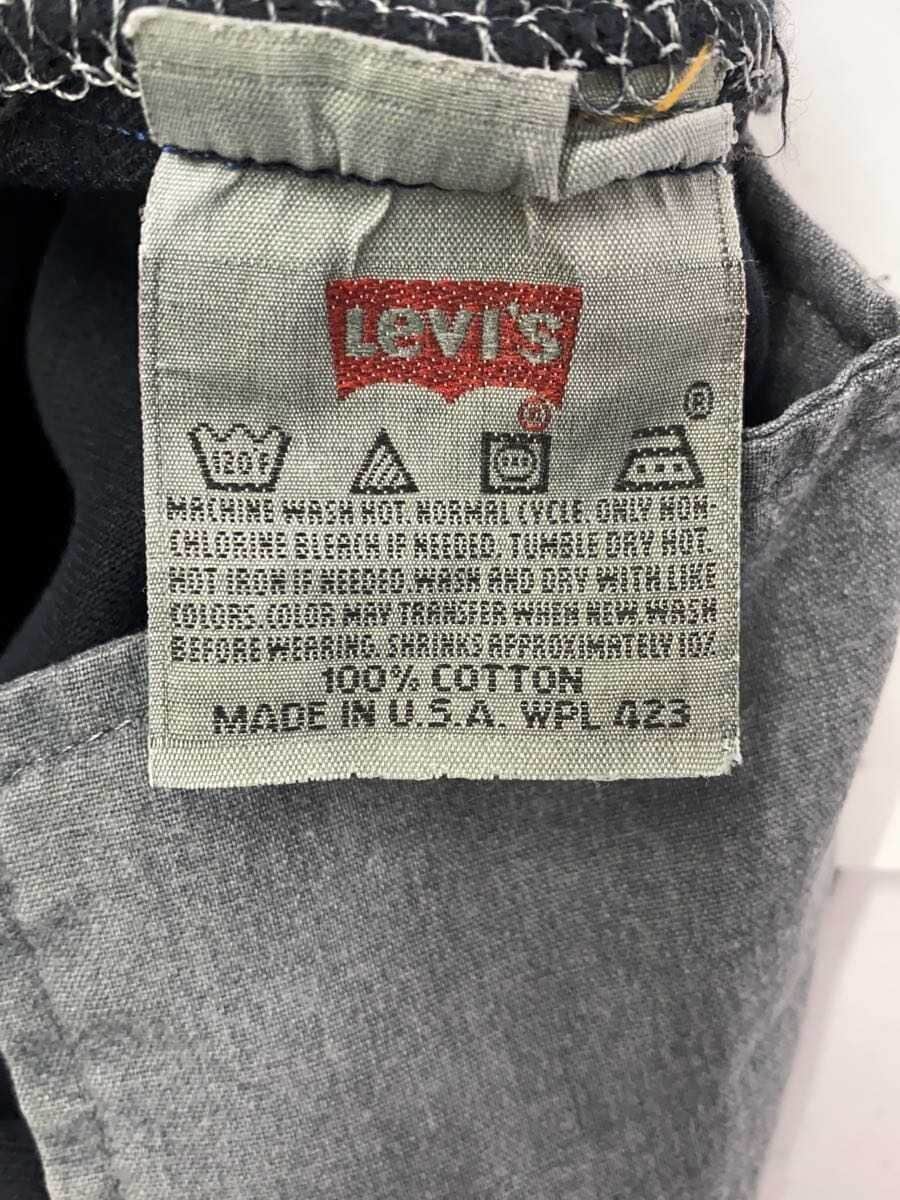 Levi's
®
®
120°F
MACHINE WASH HOT. NORMAL CYCLE. ONLY NON-
CHLORINE BLEACH IF NEEDED. TUMBLE DRY HOT.
HOT IRON IF NEEDED. WASH AND DRY WITH LIKE
COLORS. COLOR MAY TRANSFER WHEN NEW. WASH
BEFORE WEARING. SHRINKS APPROXIMATELY 10%
100% COTTON
MADE IN U.S.A. WPL 423